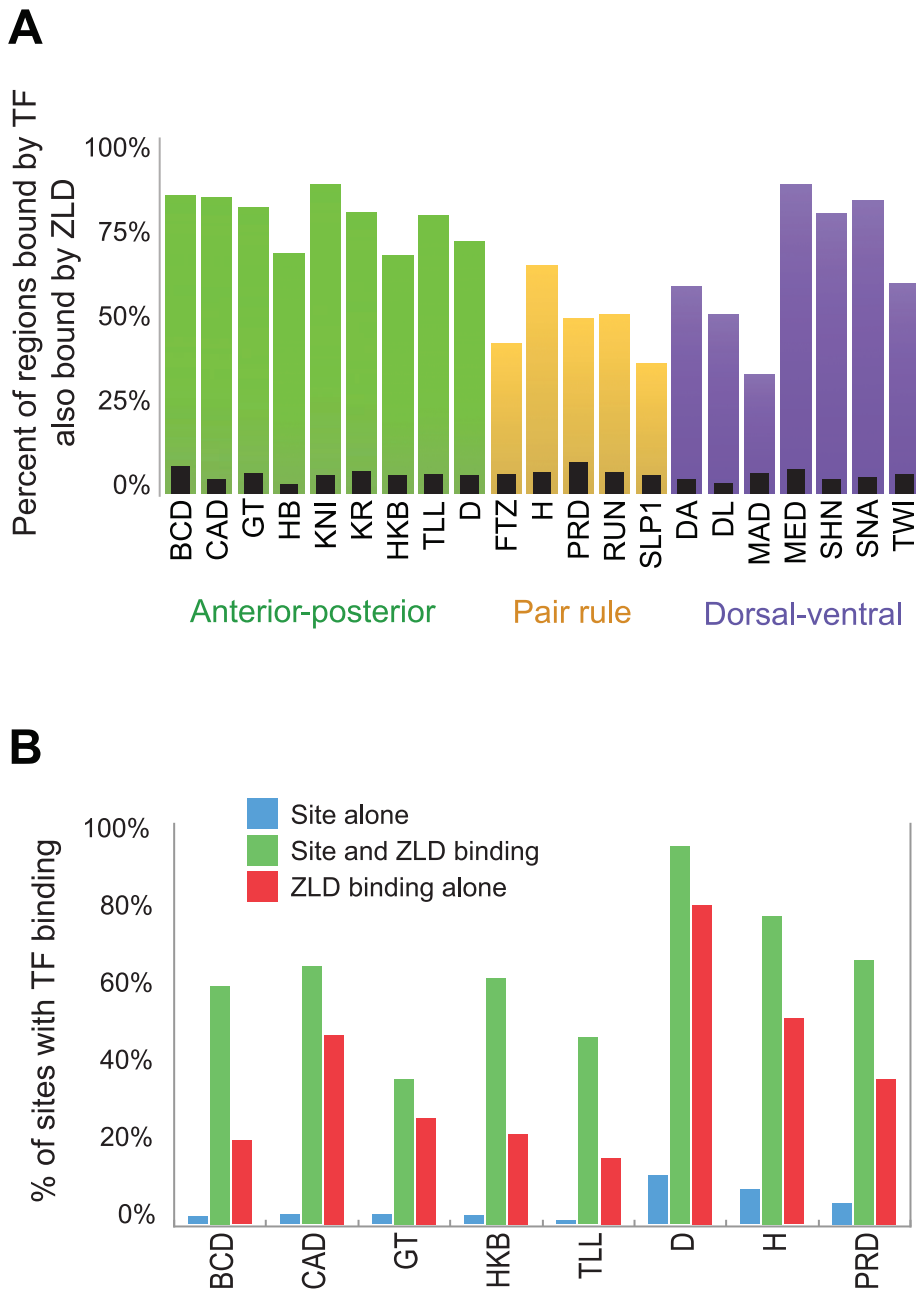 A
Percent of regions bound by TF
also bound by ZLD
100%
75%
50%
25%
0%
BCD
CAD
GT
HB
KNI
KR
HKB
TLL
D
FTZ
H
PRD
RUN
SLP1
DA
DL
MAD
MED
SHN
SNA
TWI
Anterior-posterior
Pair rule
Dorsal-ventral
B
% of sites with TF binding
100%
80%
60%
40%
20%
0%
Site alone
Site and ZLD binding
ZLD binding alone
BCD
CAD
GT
HKB
TLL
D
H
PRD